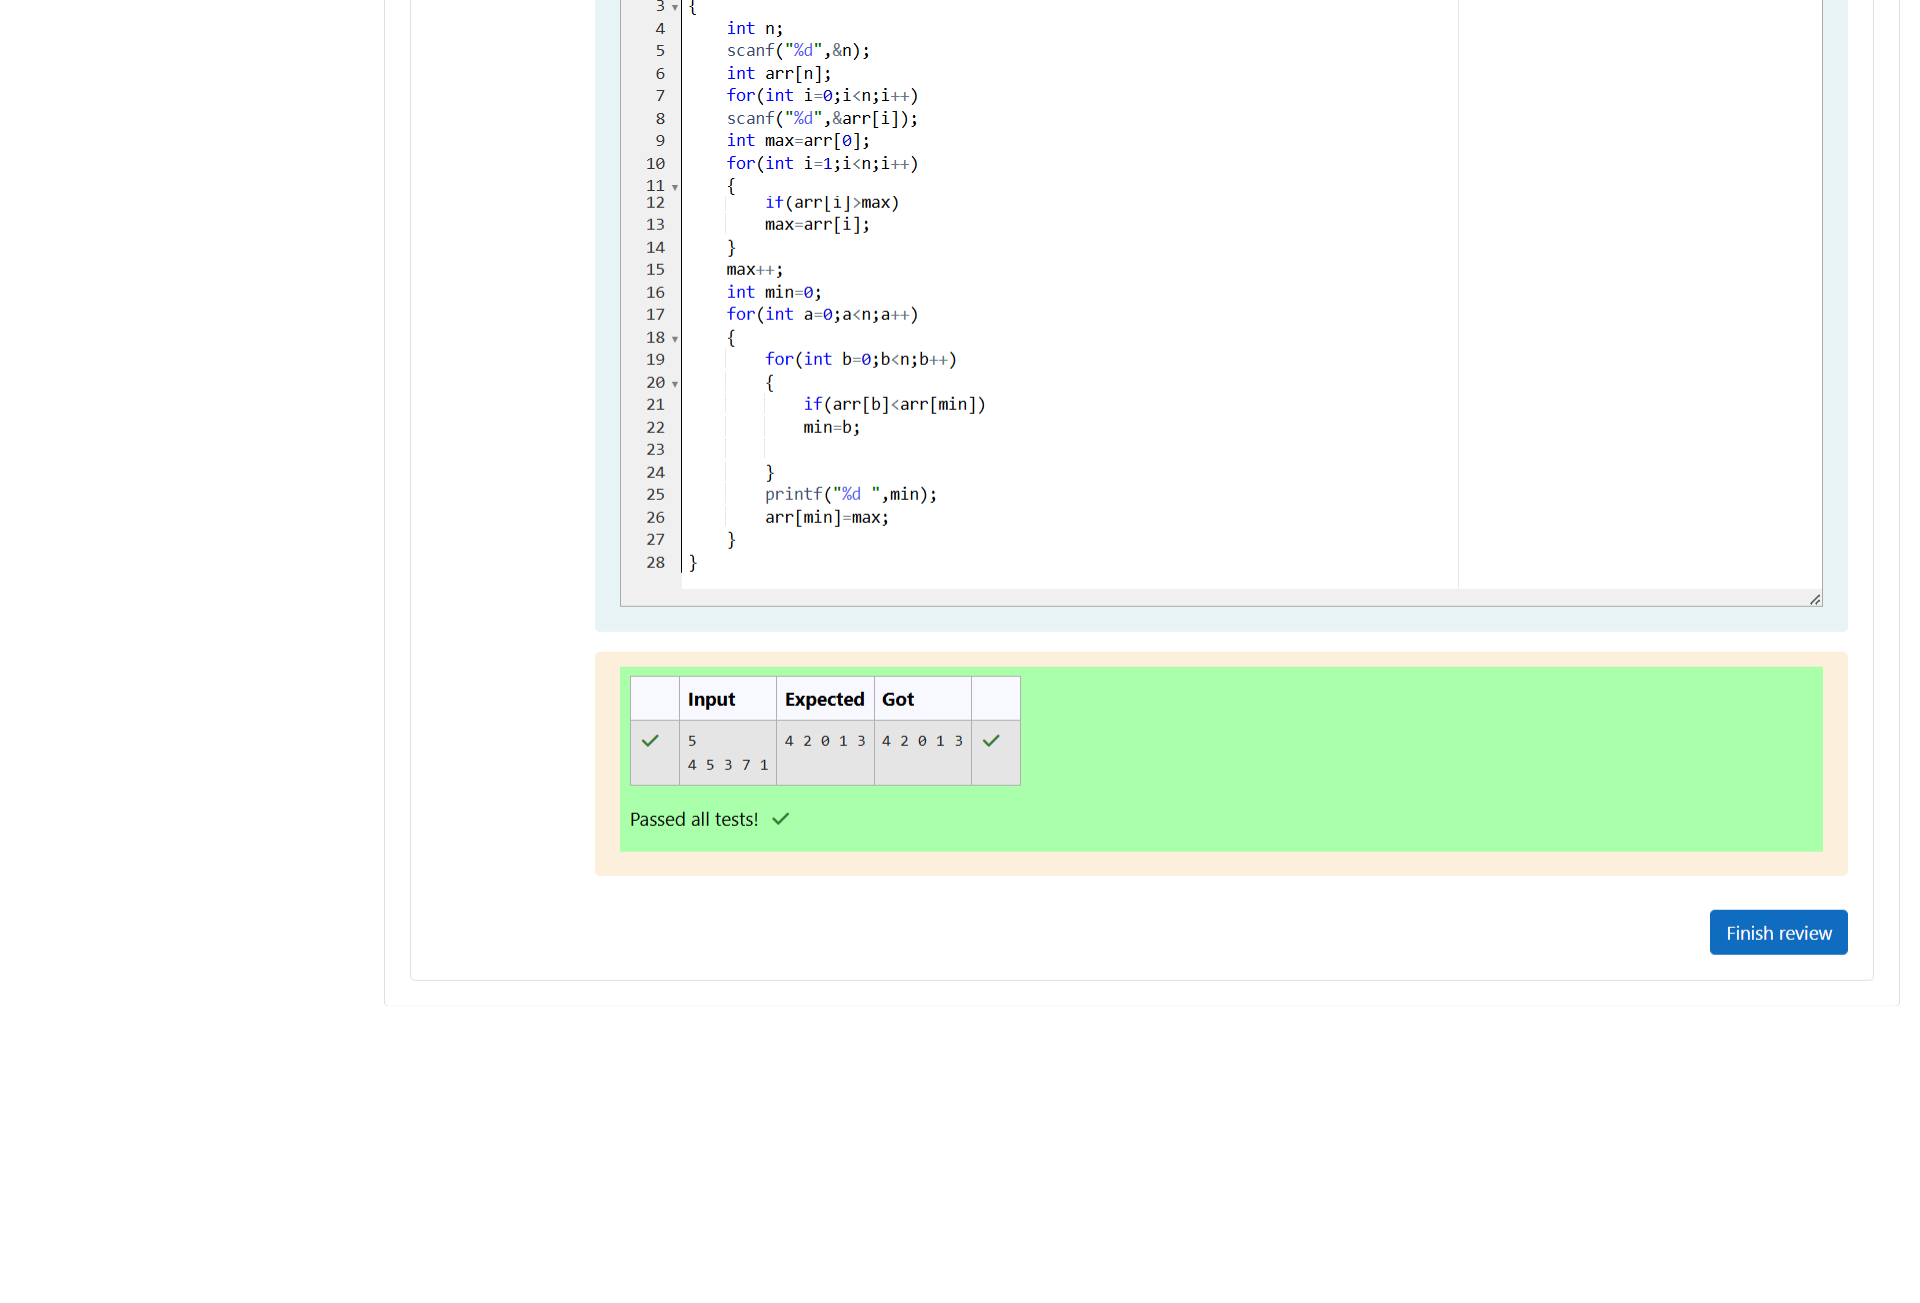 3 {
4 int n;
5 scanf("%d",&n);
6 int arr[n];
7 for(int i=0;i<n;i++)
8 scanf("%d",&arr[i]);
9 int max=arr[0];
10 for(int i=1;i<n;i++)
11 {
12 if(arr[i]>max)
13 max=arr[i];
14 }
15 max++;
16 int min=0;
17 for(int a=0;a<n;a++)
18 {
19 for(int b=0;b<n;b++)
20 {
21 if(arr[b]<arr[min])
22 min=b;
23
24 }
25 printf("%d ",min);
26 arr[min]=max;
27 }
28 }
Input Expected Got
5 4 2 0 1 3 4 2 0 1 3
4 5 3 7 1
Passed all tests!
Finish review